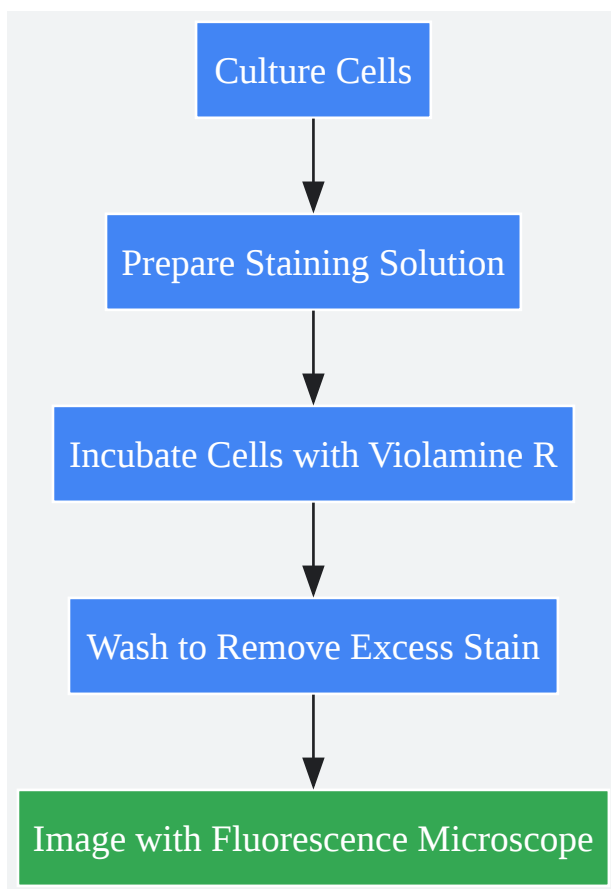 Culture Cells
Prepare Staining Solution
Incubate Cells with Violamine R
Wash to Remove Excess Stain
Image with Fluorescence Microscope